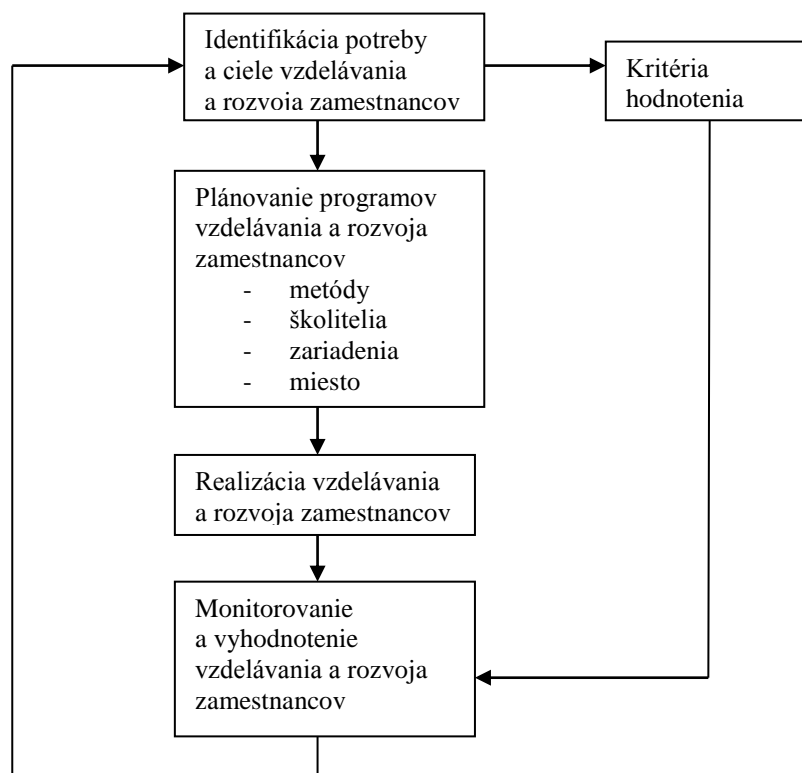 Identifikácia potreby
a ciele vzdelávania
a rozvoja zamestnancov
Kritéria
hodnotenia
Plánovanie programov
vzdelávania a rozvoja
zamestnancov
- metódy
- školitelia
- zariadenia
- miesto
Realizácia vzdelávania
a rozvoja zamestnancov
Monitorovanie
a vyhodnotenie
vzdelávania a rozvoja
zamestnancov